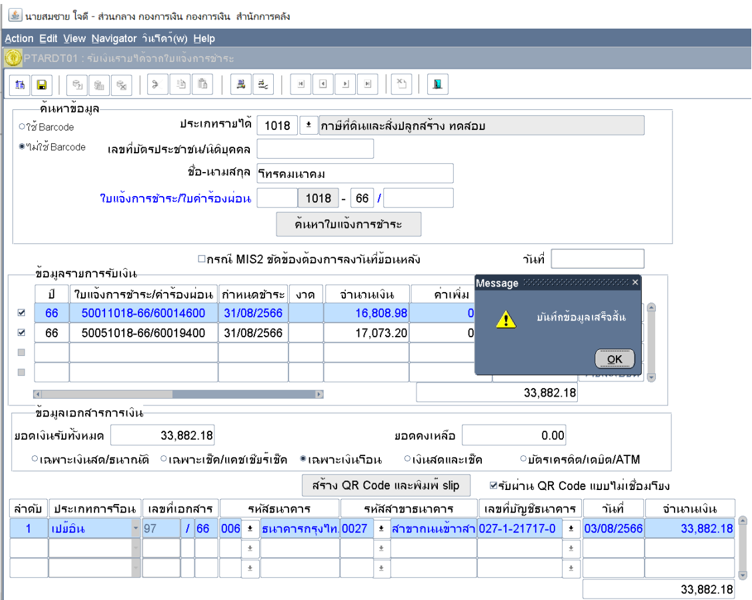 นายสมชาย ใจดี - ส่วนกลาง กองการเงิน กองการเงิน สำนักการคลัง
Action Edit View Navigator วินโดว์(w) Help
PTARDT01 : รับเงินรายได้จากใบแจ้งการชำระ
ค้นหาข้อมูล
ใช้ Barcode
ประเภทรายได้ 1018 ภาษีที่ดินและสิ่งปลูกสร้าง ทดสอบ
ไม่ใช้ Barcode
เลขที่บัตรประชาชน/นิติบุคคล
ชื่อ-นามสกุล โทรคมนาคม
ใบแจ้งการชำระ/ใบคำร้องผ่อน 1018 - 66 /
ค้นหาใบแจ้งการชำระ
กรณี MIS2 ขัดข้องต้องการลงวันที่ย้อนหลัง วันที่
ข้อมูลรายการรับเงิน
ปี ใบแจ้งการชำระ/คำร้องผ่อน กำหนดชำระ งวด จำนวนเงิน ค่าเพิ่ม
66 50011018-66/60014600 31/08/2566 16,808.98 0
66 50051018-66/60019400 31/08/2566 17,073.20 0
Message
บันทึกข้อมูลเสร็จสิ้น
OK
33,882.18
ข้อมูลเอกสารการเงิน
ยอดเงินรับทั้งหมด 33,882.18 ยอดคงเหลือ 0.00
เฉพาะเงินสด/ธนาณัติ เฉพาะเช็ค/แคชเชียร์เช็ค เฉพาะเงินโอน เงินสดและเช็ค บัตรเครดิต/เดบิต/ATM
สร้าง QR Code และพิมพ์ slip รับผ่าน QR Code แบบไม่เชื่อมโยง
ลำดับ ประเภทการโอน เลขที่เอกสาร รหัสธนาคาร รหัสสาขาธนาคาร เลขที่บัญชีธนาคาร วันที่ จำนวนเงิน
1 เปย์อิน 97 / 66 006 ธนาคารกรุงไท 0027 สาขาถนนข้าวสา 027-1-21717-0 03/08/2566 33,882.18
33,882.18